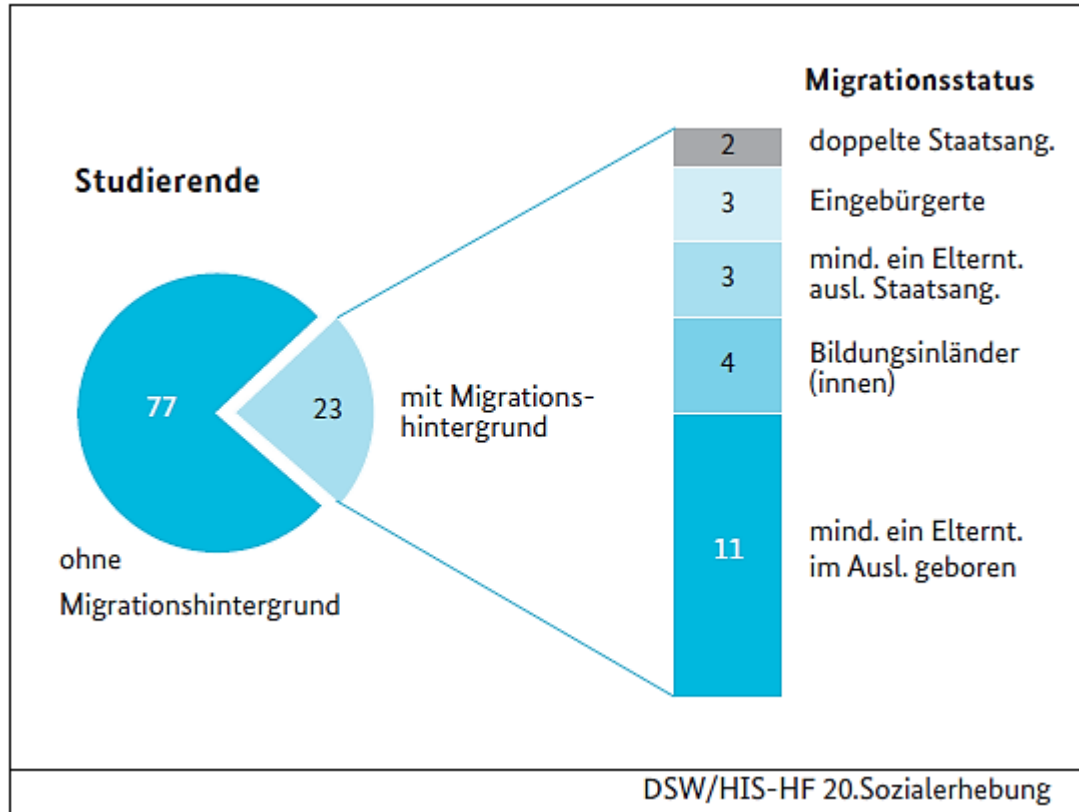 Migrationsstatus
Studierende
2
doppelte Staatsang.
3
Eingebürgerte
3
mind. ein Elternt.
ausl. Staatsang.
4
Bildungsinländer
(innen)
77
23
mit Migrations-
hintergrund
11
mind. ein Elternt.
im Ausl. geboren
ohne
Migrationshintergrund
DSW/HIS-HF 20.Sozialerhebung